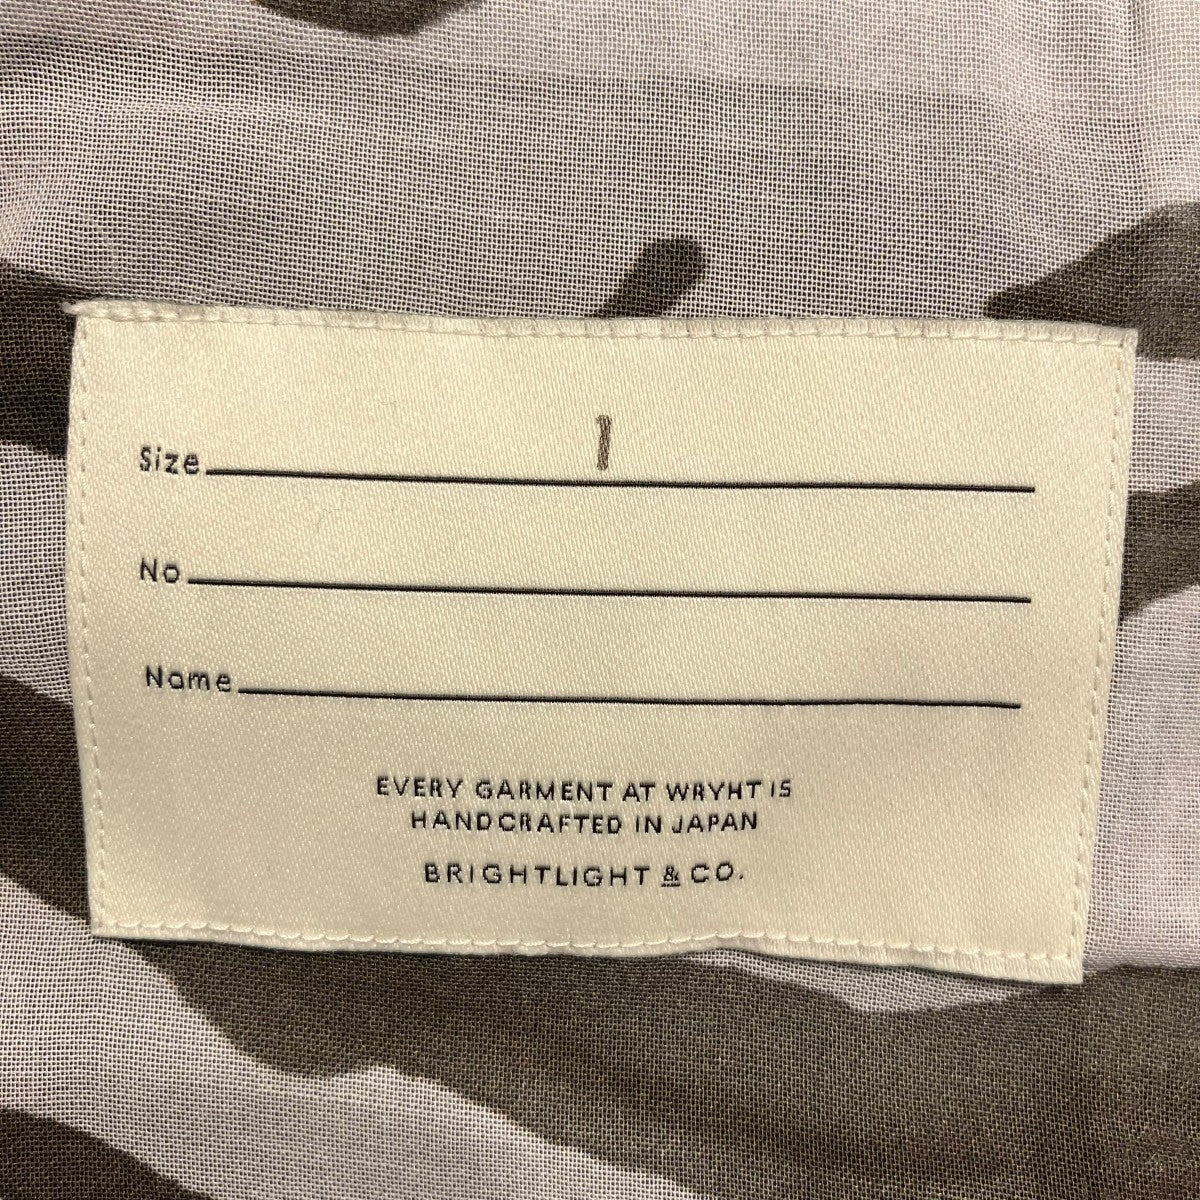 Size 1
No
Name
EVERY GARMENT AT WRYHT IS
HANDCRAFTED IN JAPAN
BRIGHTLIGHT & CO.